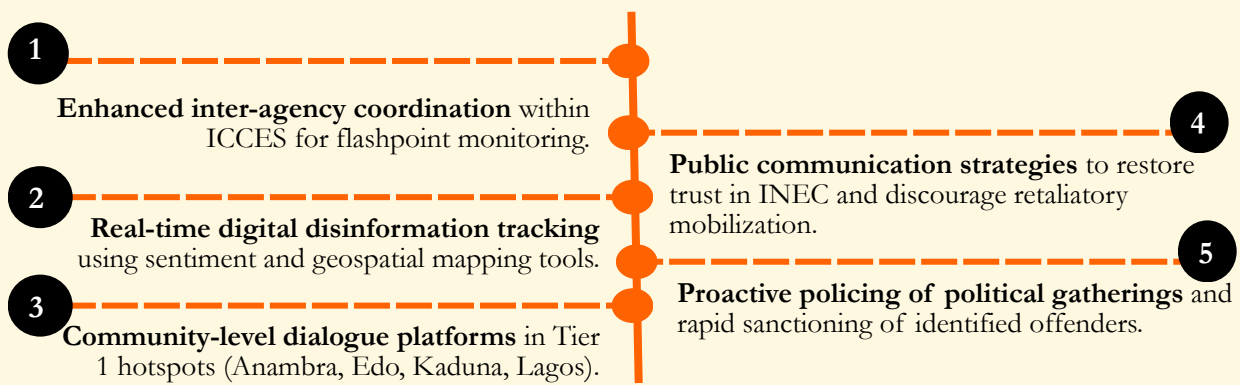 1
Enhanced inter-agency coordination within
ICCES for flashpoint monitoring.
2
Real-time digital disinformation tracking
using sentiment and geospatial mapping tools.
3
Community-level dialogue platforms in Tier
1 hotspots (Anambra, Edo, Kaduna, Lagos).
4
Public communication strategies to restore
trust in INEC and discourage retaliatory
mobilization.
5
Proactive policing of political gatherings and
rapid sanctioning of identified offenders.